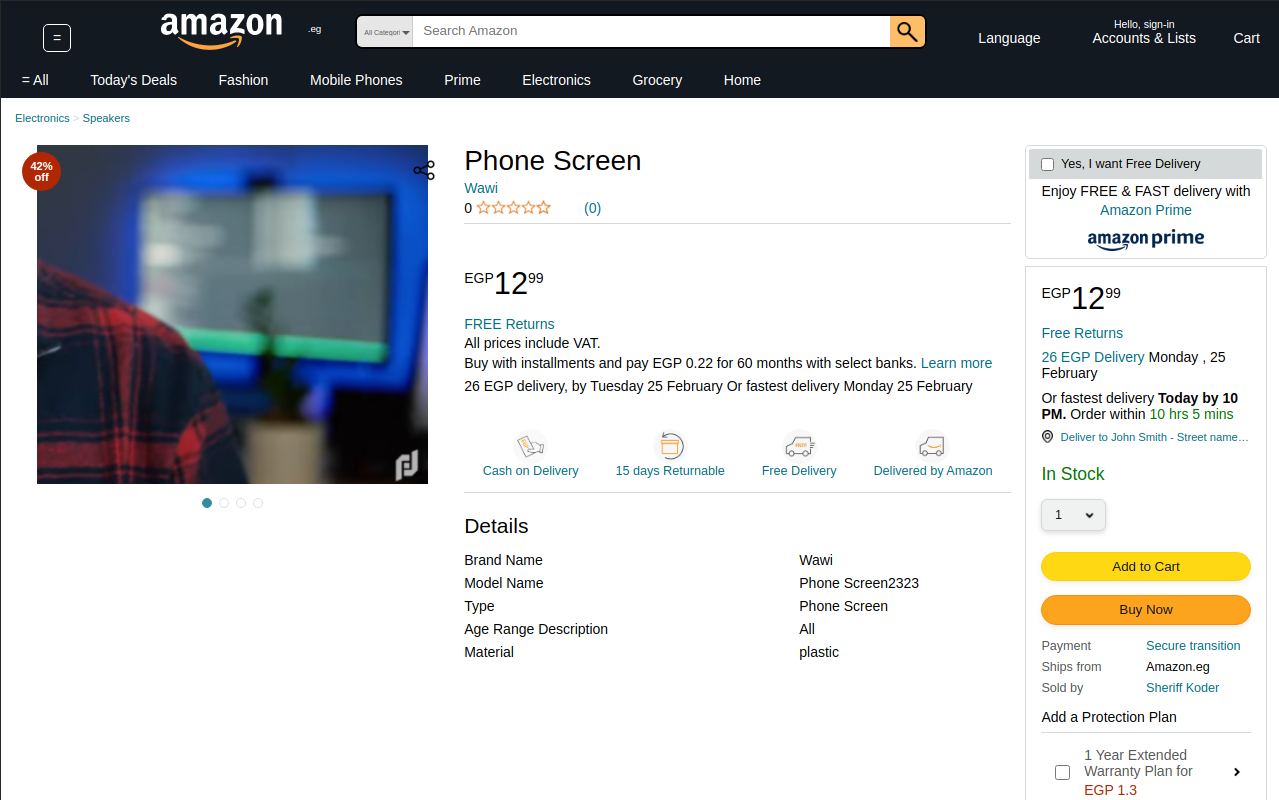 =
amazon
.eg
All Categori
Search Amazon
Language
Hello, sign-in
Accounts & Lists
Cart
= All
Today's Deals
Fashion
Mobile Phones
Prime
Electronics
Grocery
Home
Electronics > Speakers
42%
off
Phone Screen
Wawi
0
(0)
EGP1299
FREE Returns
All prices include VAT.
Buy with installments and pay EGP 0.22 for 60 months with select banks. Learn more
26 EGP delivery, by Tuesday 25 February Or fastest delivery Monday 25 February
Cash on Delivery
15 days Returnable
Free Delivery
Delivered by Amazon
Details
Brand Name Wawi
Model Name Phone Screen2323
Type Phone Screen
Age Range Description All
Material plastic
Yes, I want Free Delivery
Enjoy FREE & FAST delivery with
Amazon Prime
amazon prime
EGP1299
Free Returns
26 EGP Delivery Monday , 25
February
Or fastest delivery Today by 10
PM. Order within 10 hrs 5 mins
Deliver to John Smith - Street name…
In Stock
1
Add to Cart
Buy Now
Payment Secure transition
Ships from Amazon.eg
Sold by Sheriff Koder
Add a Protection Plan
1 Year Extended
Warranty Plan for
EGP 1.3